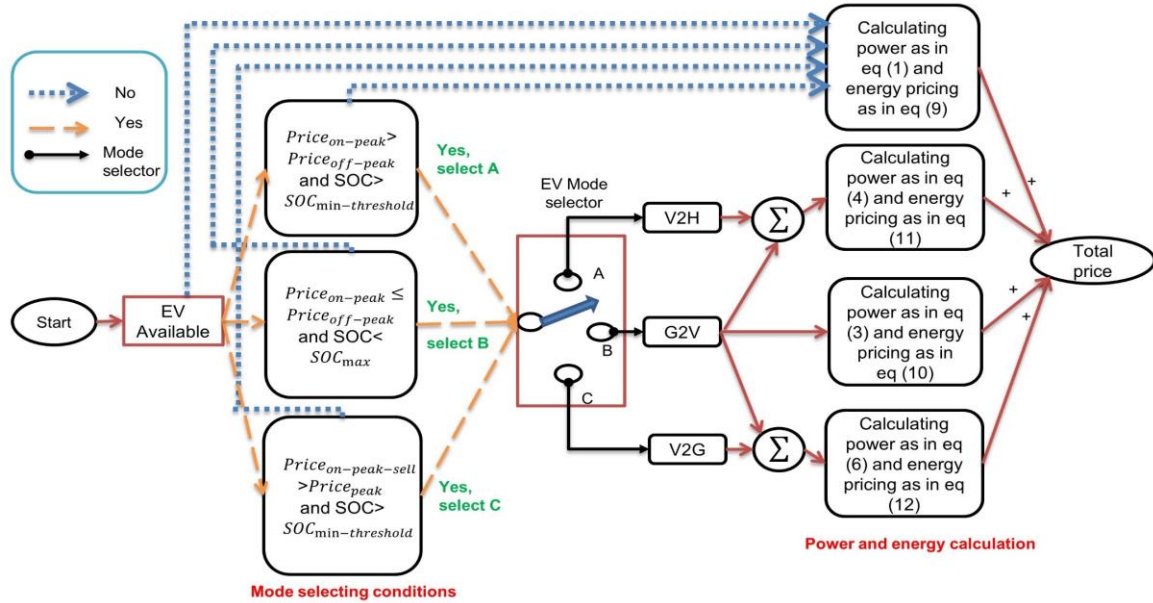 No
Yes
Mode
selector
Start
EV
Available
Price_on−peak >
Price_off−peak
and SOC>
SOC_min−threshold
Price_on−peak ≤
Price_off−peak
and SOC<
SOC_max
Price_on−peak−sell
>Price_peak
and SOC>
SOC_min−threshold
Mode selecting conditions
Yes,
select A
Yes,
select B
Yes,
select C
EV Mode
selector
A
B
C
V2H
G2V
V2G
Σ
Σ
Calculating
power as in
eq (1) and
energy pricing
as in eq (9)
Calculating
power as in eq
(4) and energy
pricing as in eq
(11)
Calculating
power as in eq
(3) and energy
pricing as in
eq (10)
Calculating
power as in eq
(6) and energy
pricing as in eq
(12)
Power and energy calculation
+
+
+
+
Total
price